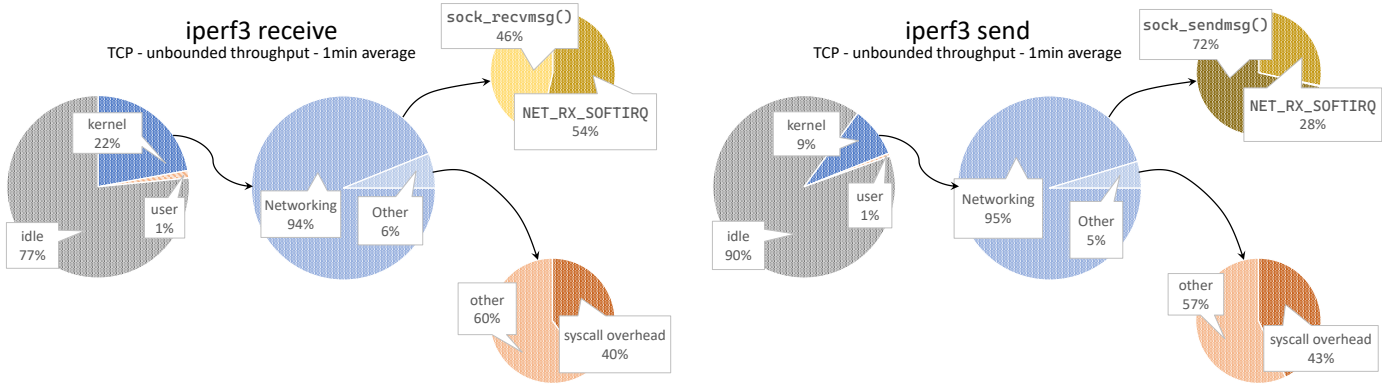 iperf3 receive
TCP - unbounded throughput - 1min average
kernel
22%
user
1%
idle
77%
Networking
94%
Other
6%
sock_recvmsg()
46%
NET_RX_SOFTIRQ
54%
other
60%
syscall overhead
40%
iperf3 send
TCP - unbounded throughput - 1min average
kernel
9%
user
1%
idle
90%
Networking
95%
Other
5%
sock_sendmsg()
72%
NET_RX_SOFTIRQ
28%
other
57%
syscall overhead
43%